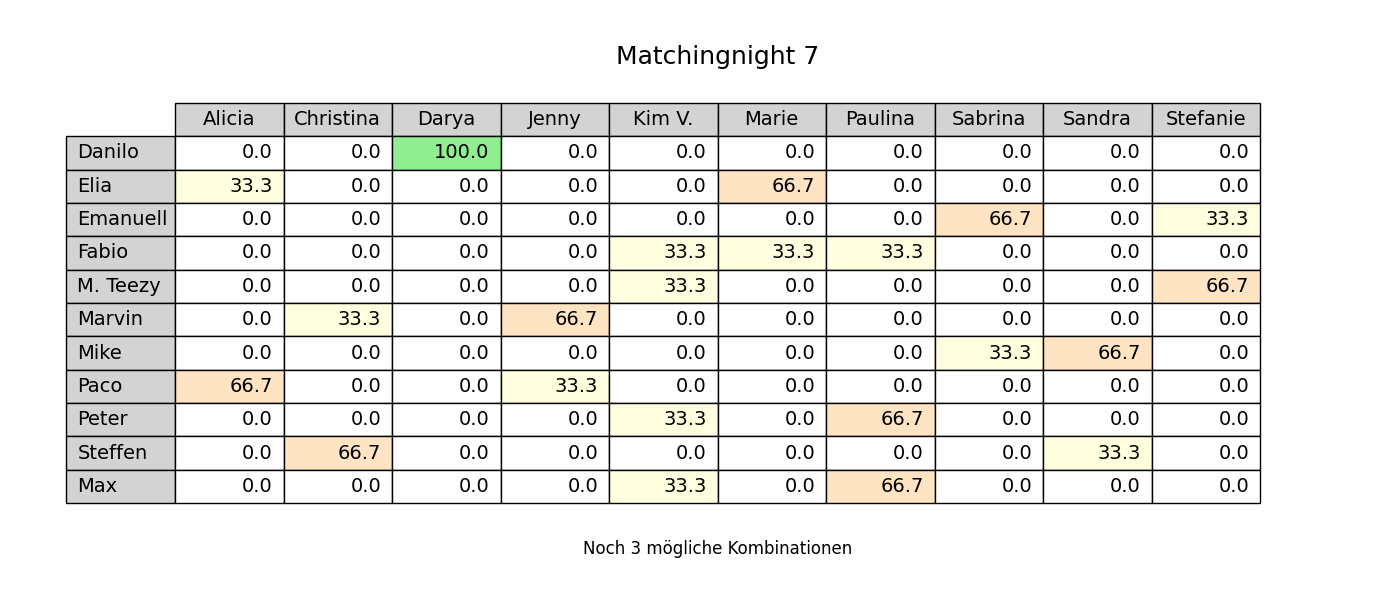 Matchingnight 7
Alicia Christina Darya Jenny Kim V. Marie Paulina Sabrina Sandra Stefanie
Danilo 0.0 0.0 100.0 0.0 0.0 0.0 0.0 0.0 0.0 0.0
Elia 33.3 0.0 0.0 0.0 0.0 66.7 0.0 0.0 0.0 0.0
Emanuell 0.0 0.0 0.0 0.0 0.0 0.0 0.0 66.7 0.0 33.3
Fabio 0.0 0.0 0.0 0.0 33.3 33.3 33.3 0.0 0.0 0.0
M. Teezy 0.0 0.0 0.0 0.0 33.3 0.0 0.0 0.0 0.0 66.7
Marvin 0.0 33.3 0.0 66.7 0.0 0.0 0.0 0.0 0.0 0.0
Mike 0.0 0.0 0.0 0.0 0.0 0.0 0.0 33.3 66.7 0.0
Paco 66.7 0.0 0.0 33.3 0.0 0.0 0.0 0.0 0.0 0.0
Peter 0.0 0.0 0.0 0.0 33.3 0.0 66.7 0.0 0.0 0.0
Steffen 0.0 66.7 0.0 0.0 0.0 0.0 0.0 0.0 33.3 0.0
Max 0.0 0.0 0.0 0.0 33.3 0.0 66.7 0.0 0.0 0.0
Noch 3 mögliche Kombinationen